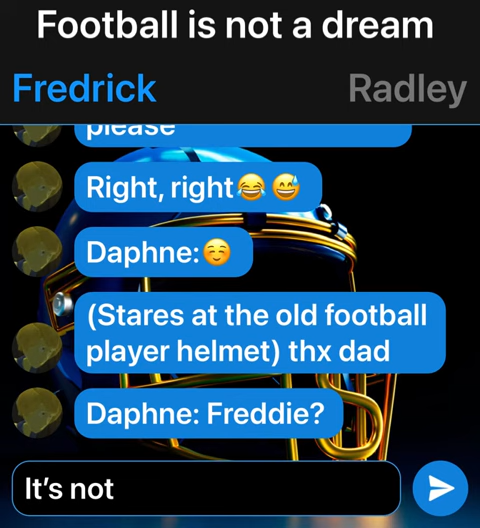 Football is not a dream
Fredrick
Radley
please
Right, right😂 😅
Daphne:☺️
(Stares at the old football
player helmet) thx dad
Daphne: Freddie?
It’s not